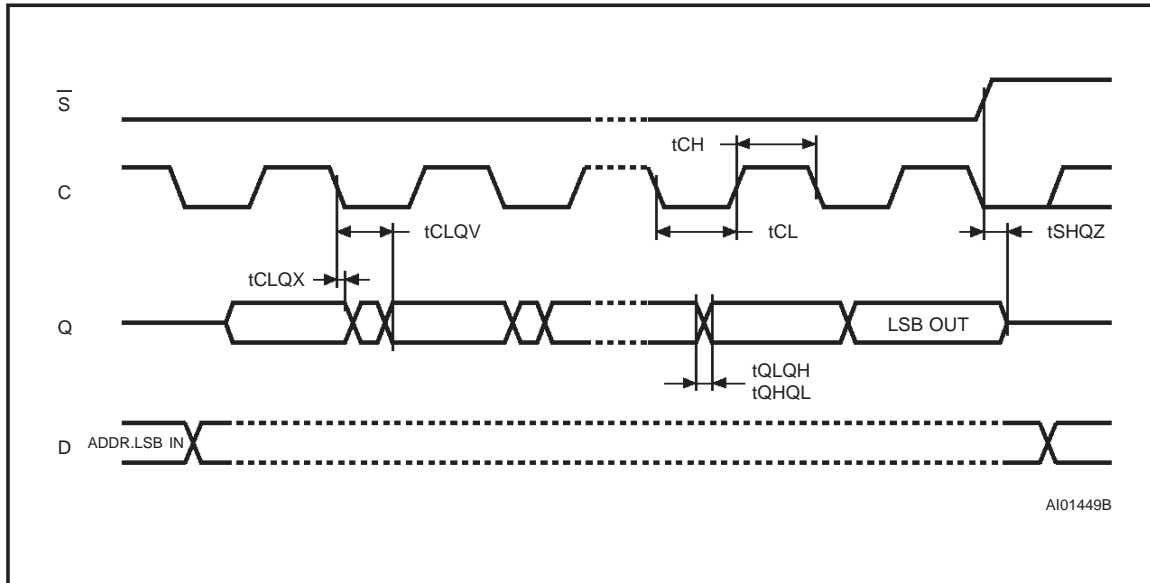 S
tCH
C
tCLQV
tCL
tSHQZ
tCLQX
Q
LSB OUT
tQLQH
tQHQL
D
ADDR.LSB IN
AI01449B